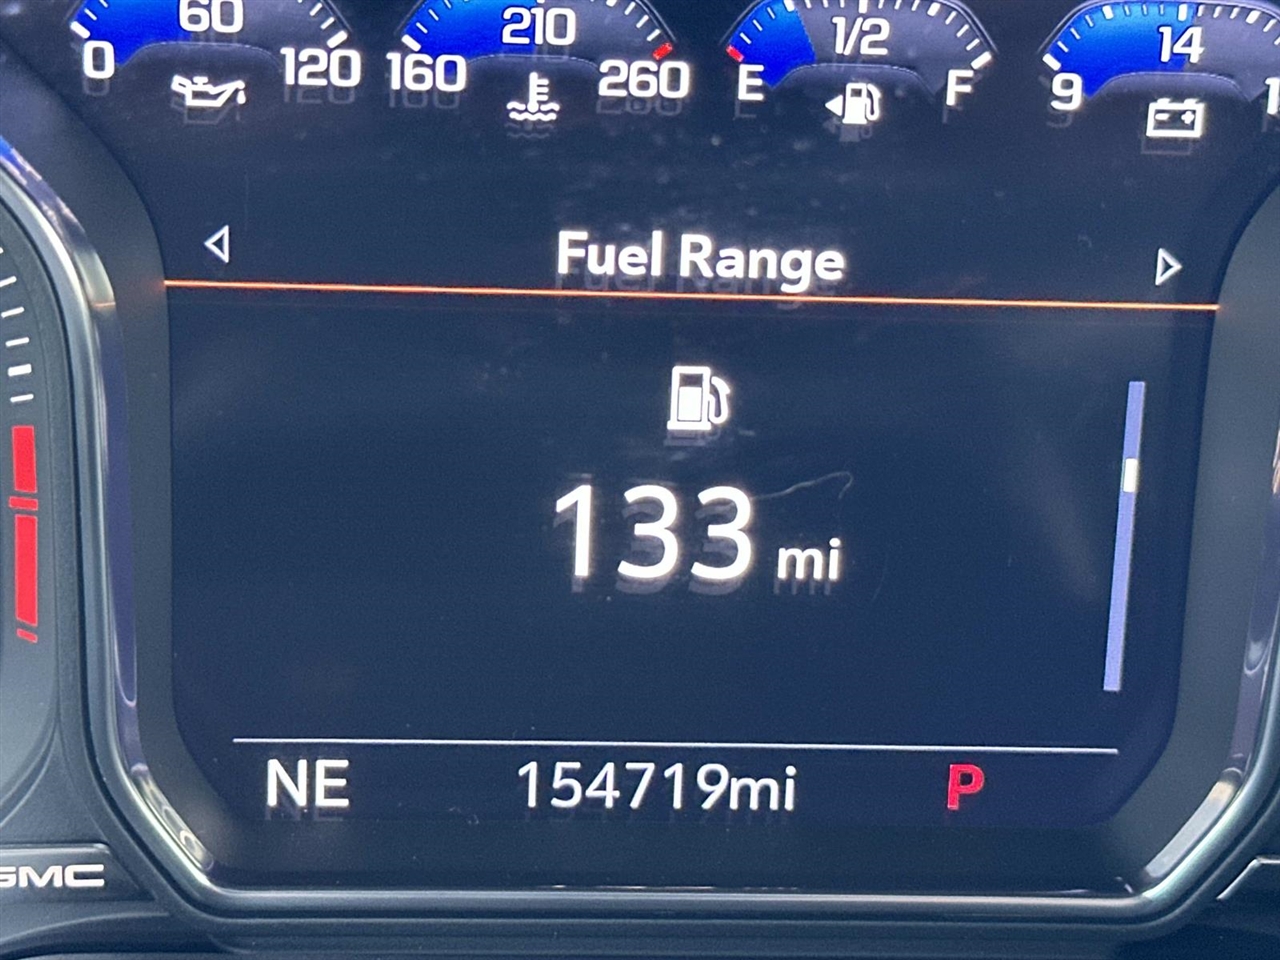 60 210 1/2 14
0 120 160 260 E F 9
Fuel Range
133 mi
NE 154719mi P
GMC